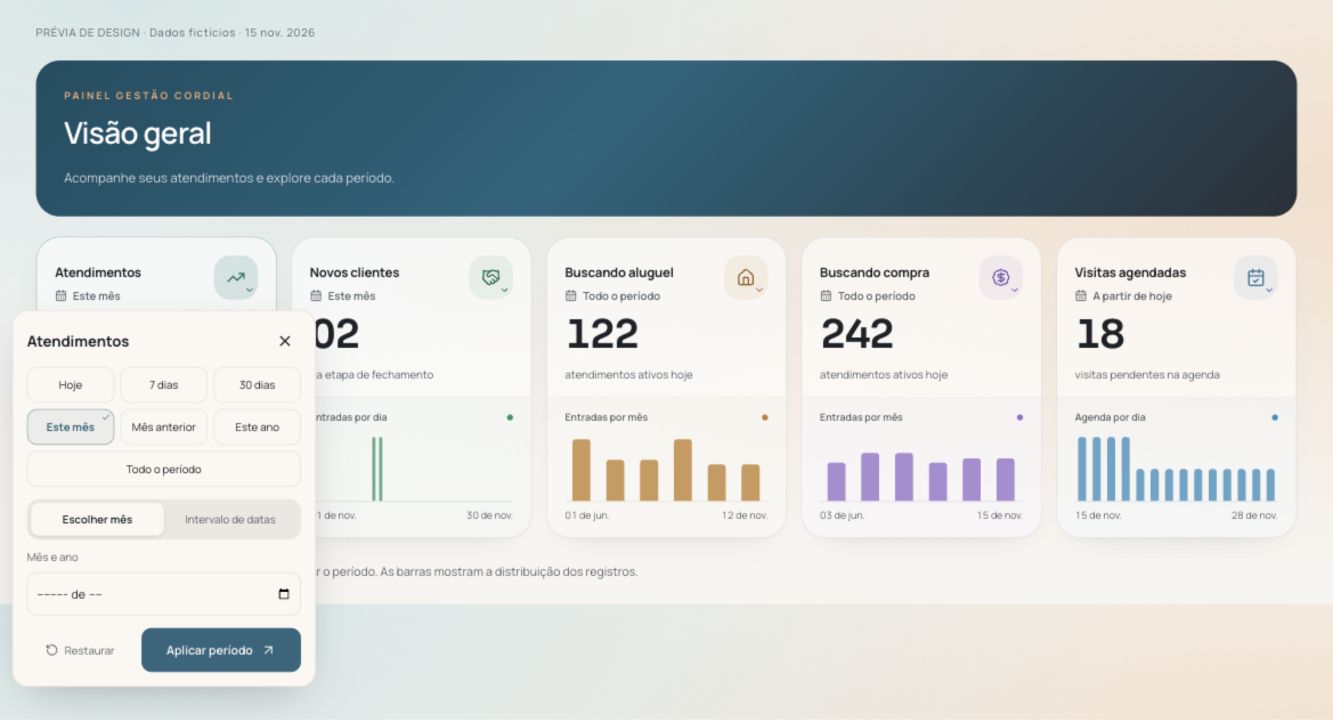 PRÉVIA DE DESIGN · Dados fictícios · 15 nov. 2026
PAINEL GESTÃO CORDIAL
Visão geral
Acompanhe seus atendimentos e explore cada período.
Atendimentos
Este mês
Novos clientes
Este mês
02
a etapa de fechamento
ntradas por dia
1 de nov.
30 de nov.
Buscando aluguel
Todo o período
122
atendimentos ativos hoje
Entradas por mês
01 de jun.
12 de nov.
Buscando compra
Todo o período
242
atendimentos ativos hoje
Entradas por mês
03 de jun.
15 de nov.
Visitas agendadas
A partir de hoje
18
visitas pendentes na agenda
Agenda por dia
15 de nov.
28 de nov.
Atendimentos
Hoje
7 dias
30 dias
Este mês
Mês anterior
Este ano
Todo o período
Escolher mês
Intervalo de datas
Mês e ano
------- de ---
Restaurar
Aplicar período
r o período. As barras mostram a distribuição dos registros.